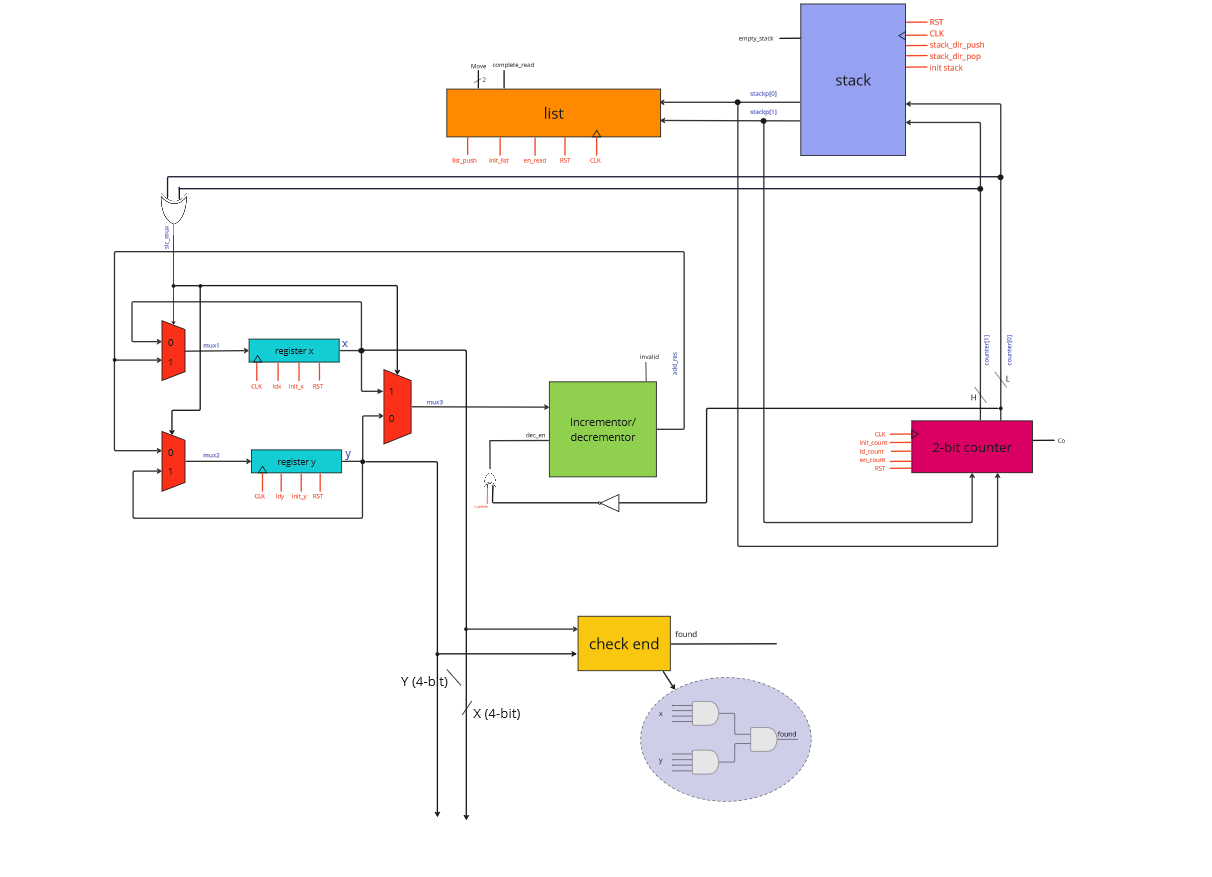 RST
CLK
stack_dir_push
stack_dir_pop
init stack
empty_stack
stack
Move
complete_read
2
stackp[0]
stackp[1]
list
list_push
init_list
en_read
RST
CLK
slc_mux
0
1
mux1
register x
x
CLK
ldx
init_x
RST
1
0
mux3
invalid
add_res
Incrementor/
decrementor
dec_en
counter[1]
counter[0]
L
H
0
1
mux2
register y
y
CLK
ldy
init_y
RST
CLK
init_count
ld_count
en_count
RST
2-bit counter
Co
check end
found
Y (4-bit)
X (4-bit)
x
y
found